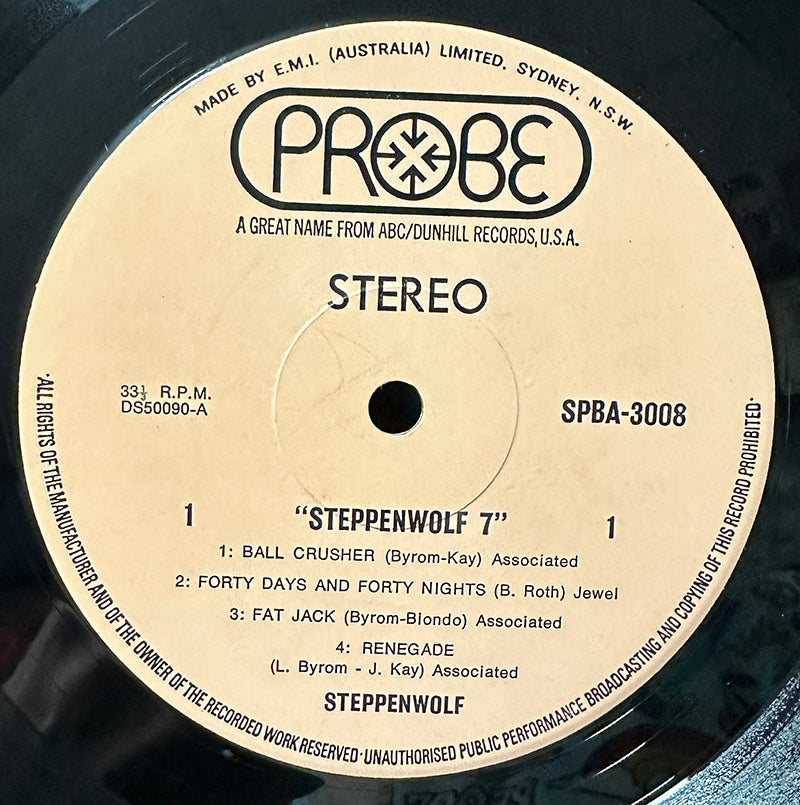 MADE BY E.M.I. (AUSTRALIA) LIMITED. SYDNEY. N.S.W.
PROBE
A GREAT NAME FROM ABC/DUNHILL RECORDS, U.S.A.
STEREO
33⅓ R.P.M.
DS50090-A
SPBA-3008
1 "STEPPENWOLF 7" 1
1: BALL CRUSHER (Byrom-Kay) Associated
2: FORTY DAYS AND FORTY NIGHTS (B. Roth) Jewel
3: FAT JACK (Byrom-Biondo) Associated
4: RENEGADE
(L. Byrom - J. Kay) Associated
STEPPENWOLF
·ALL RIGHTS OF THE MANUFACTURER AND OF THE OWNER OF THE RECORDED WORK RESERVED·UNAUTHORISED PUBLIC PERFORMANCE BROADCASTING AND COPYING OF THIS RECORD PROHIBITED·